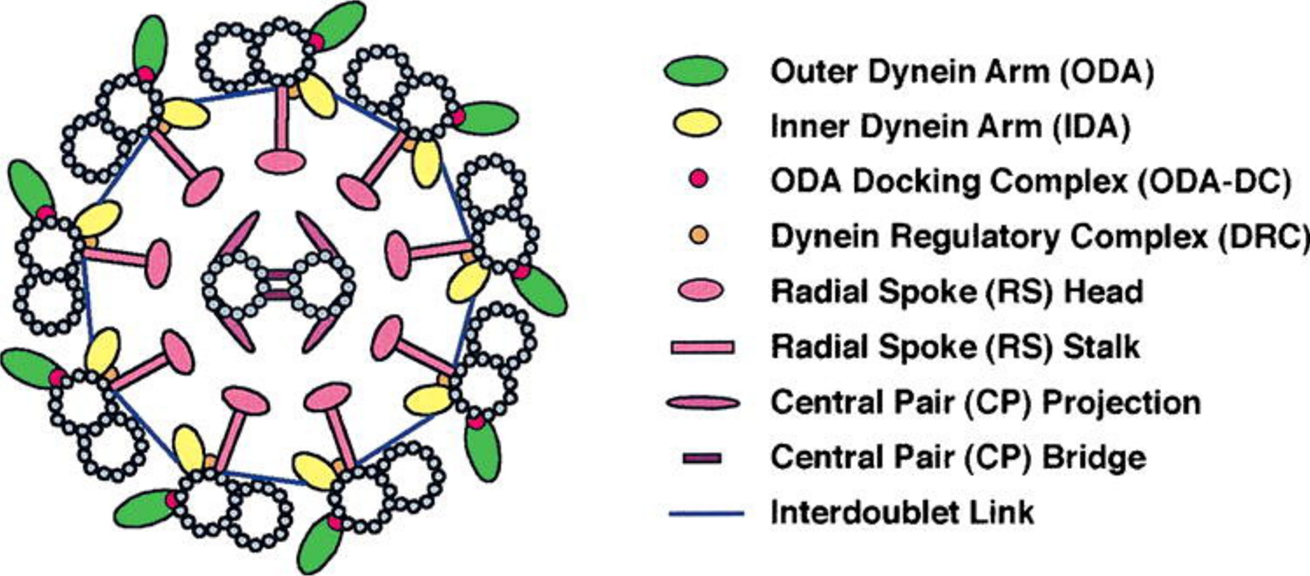 Outer Dynein Arm (ODA)
Inner Dynein Arm (IDA)
ODA Docking Complex (ODA-DC)
Dynein Regulatory Complex (DRC)
Radial Spoke (RS) Head
Radial Spoke (RS) Stalk
Central Pair (CP) Projection
Central Pair (CP) Bridge
Interdoublet Link